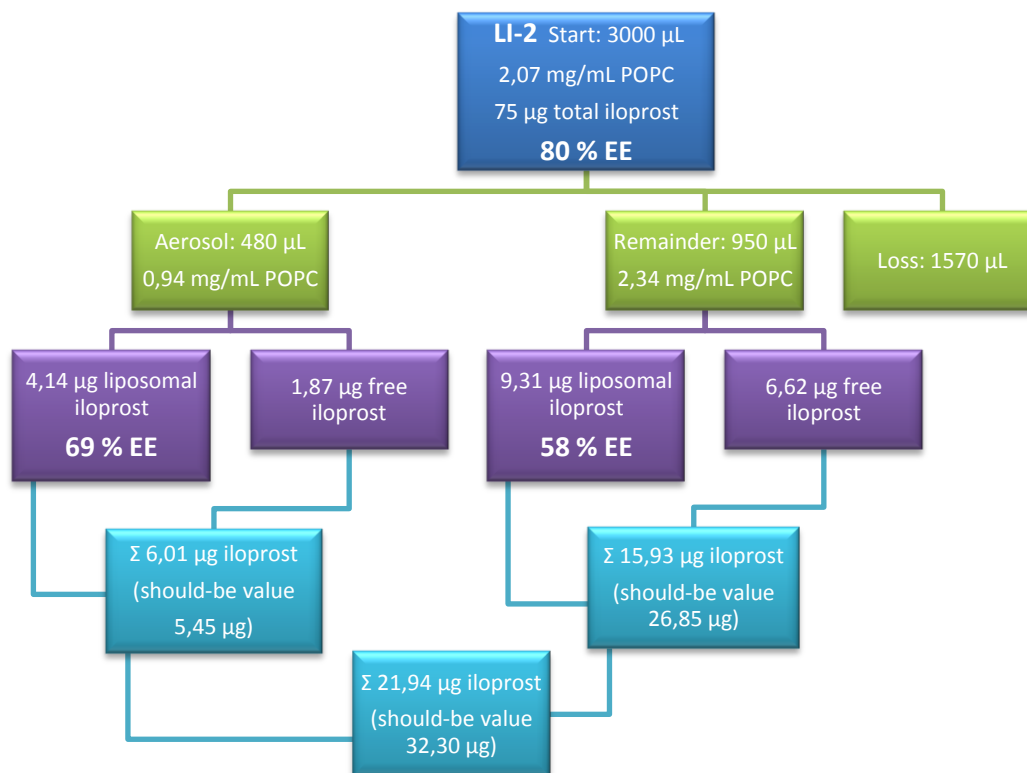 LI-2 Start: 3000 µL
2,07 mg/mL POPC
75 µg total iloprost
80 % EE
Aerosol: 480 µL
0,94 mg/mL POPC
Remainder: 950 µL
2,34 mg/mL POPC
Loss: 1570 µL
4,14 µg liposomal
iloprost
69 % EE
1,87 µg free
iloprost
9,31 µg liposomal
iloprost
58 % EE
6,62 µg free
iloprost
Σ 6,01 µg iloprost
(should-be value
5,45 µg)
Σ 15,93 µg iloprost
(should-be value
26,85 µg)
Σ 21,94 µg iloprost
(should-be value
32,30 µg)